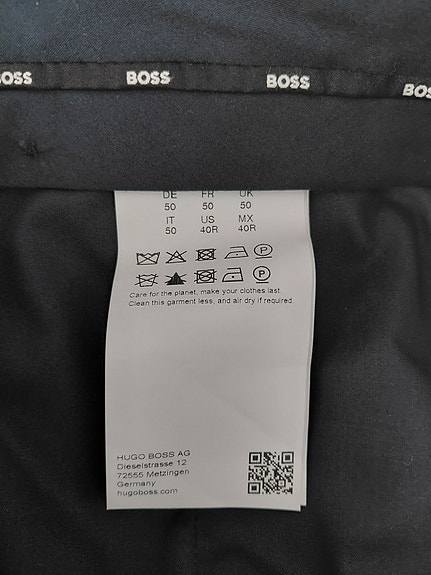 BOSS BOSS BOSS BOSS
DE FR UK
50 50 50
IT US MX
50 40R 40R
P
P
Care for the planet, make your clothes last.
Clean this garment less, and air dry if required.
HUGO BOSS AG
Dieselstrasse 12
72555 Metzingen
Germany
hugoboss.com